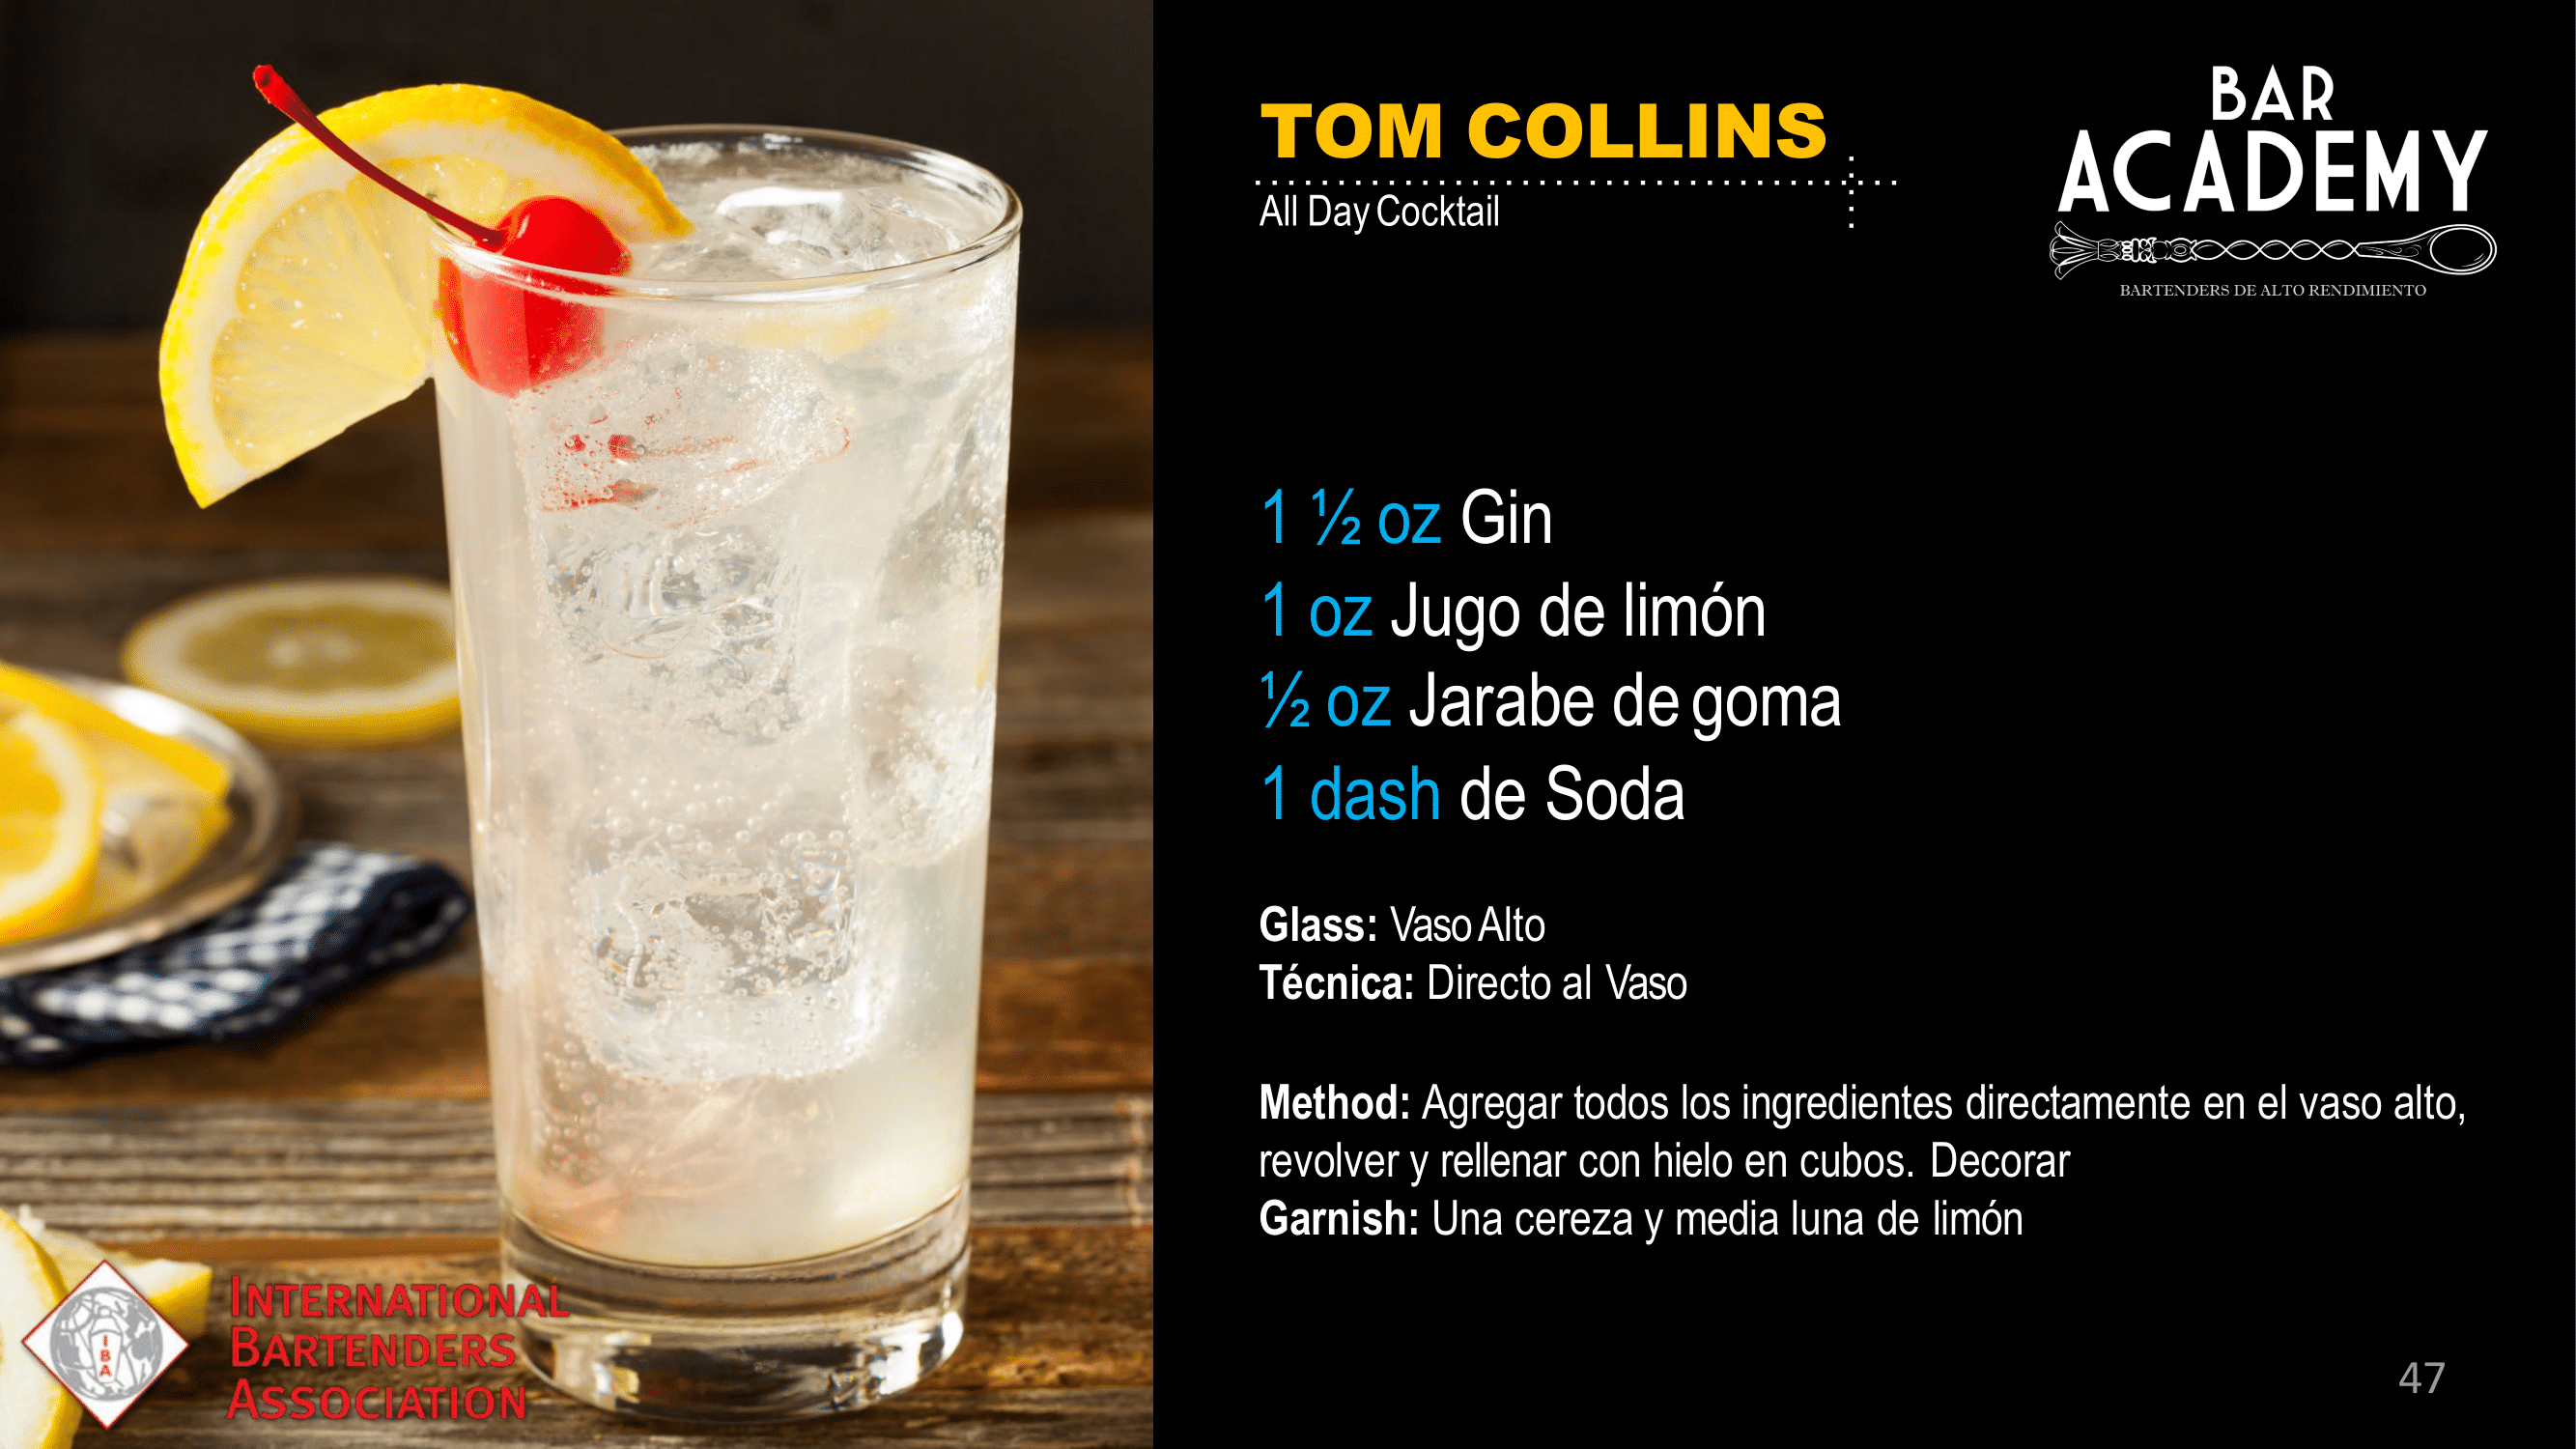 TOM COLLINS
All Day Cocktail
BAR
ACADEMY
BARTENDERS DE ALTO RENDIMIENTO
1 ½ oz Gin
1 oz Jugo de limón
½ oz Jarabe de goma
1 dash de Soda
Glass: Vaso Alto
Técnica: Directo al Vaso
Method: Agregar todos los ingredientes directamente en el vaso alto,
revolver y rellenar con hielo en cubos. Decorar
Garnish: Una cereza y media luna de limón
IBA
INTERNATIONAL
BARTENDERS
ASSOCIATION
47